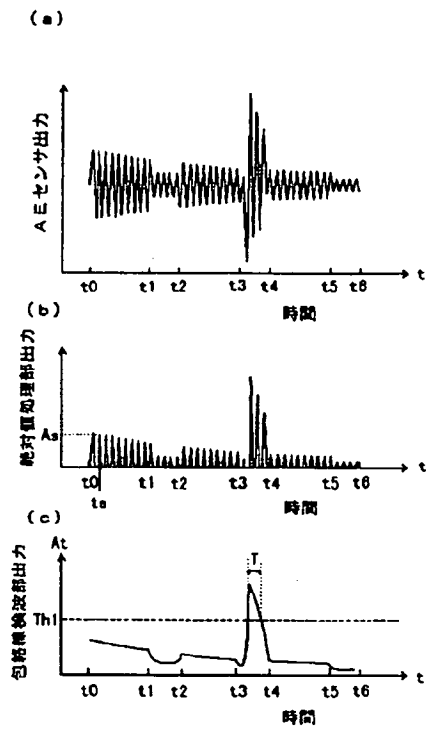 (a)
AEセンサ出力
t0 t1 t2 t3 t4 t5 t6
t
時間
(b)
絶対値処理部出力
As
t0 t1 t2 t3 t4 t5 t6
t
ts
時間
(c)
At
包絡線検波部出力
T
Th1
t0 t1 t2 t3 t4 t5 t6
t
時間